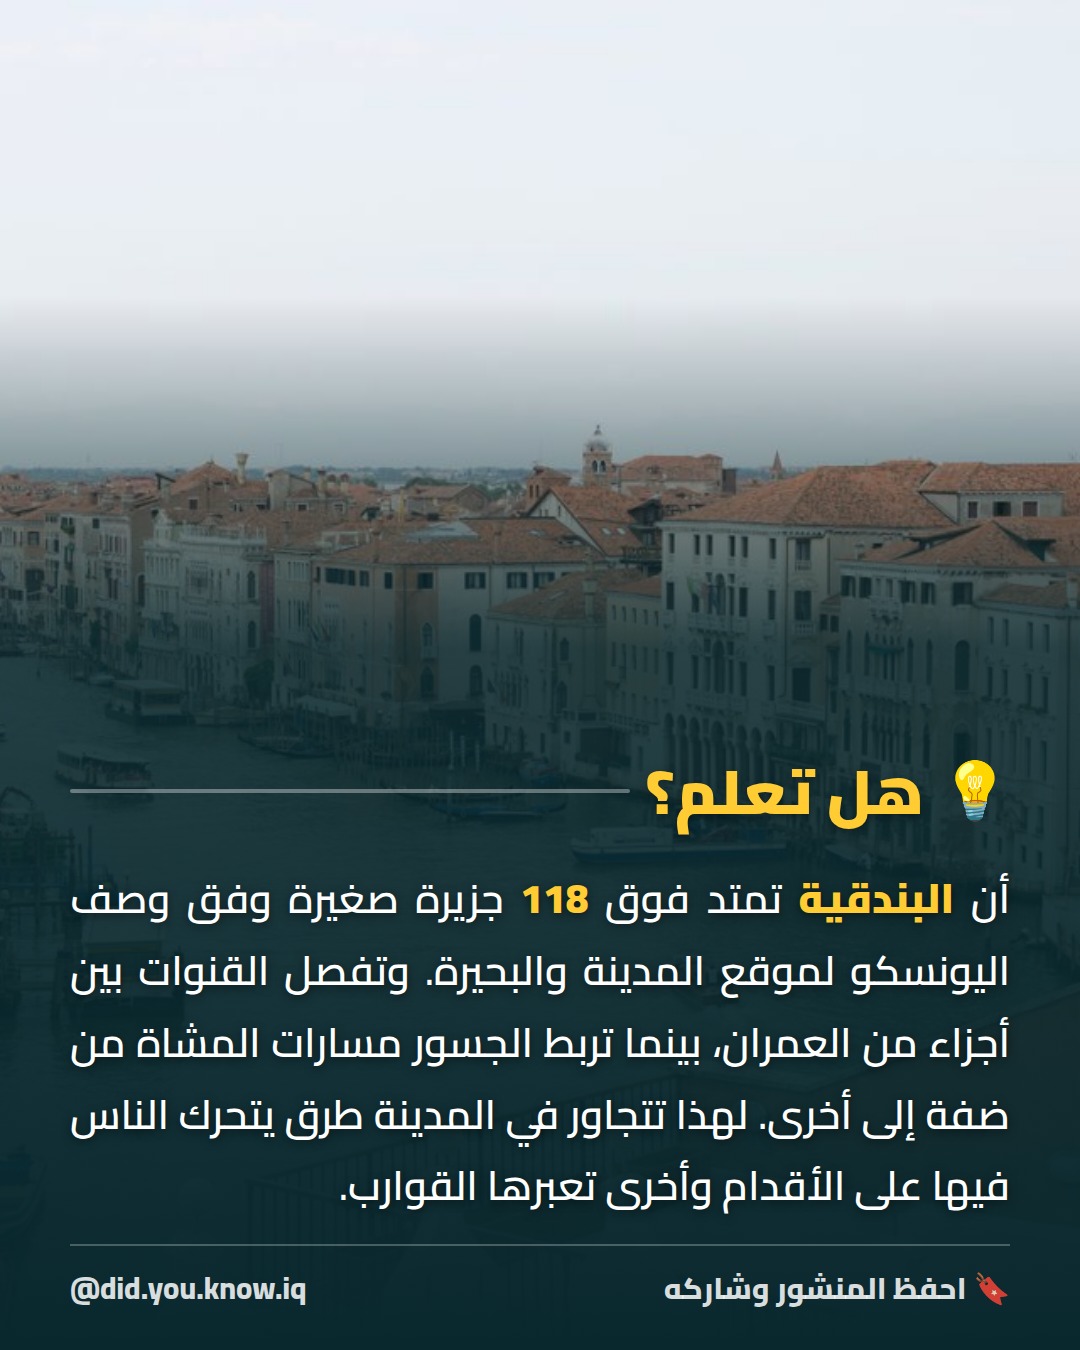 💡 هل تعلم؟
أن البندقية تمتد فوق 118 جزيرة صغيرة وفق وصف
اليونسكو لموقع المدينة والبحيرة. وتفصل القنوات بين
أجزاء من العمران، بينما تربط الجسور مسارات المشاة من
ضفة إلى أخرى. لهذا تتجاور في المدينة طرق يتحرك الناس
فيها على الأقدام وأخرى تعبرها القوارب.
🔖 احفظ المنشور وشاركه
@did.you.know.iq